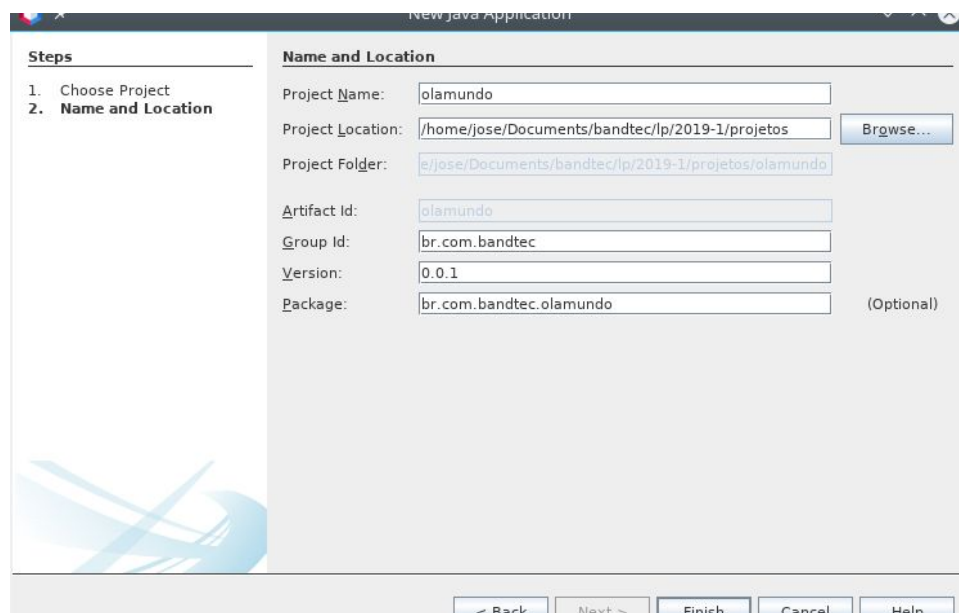 New Java Application
Steps
1. Choose Project
2. Name and Location
Name and Location
Project Name: olamundo
Project Location: /home/jose/Documents/bandtec/lp/2019-1/projetos Browse...
Project Folder: e/jose/Documents/bandtec/lp/2019-1/projetos/olamundo
Artifact Id: olamundo
Group Id: br.com.bandtec
Version: 0.0.1
Package: br.com.bandtec.olamundo (Optional)
< Back Next > Finish Cancel Help